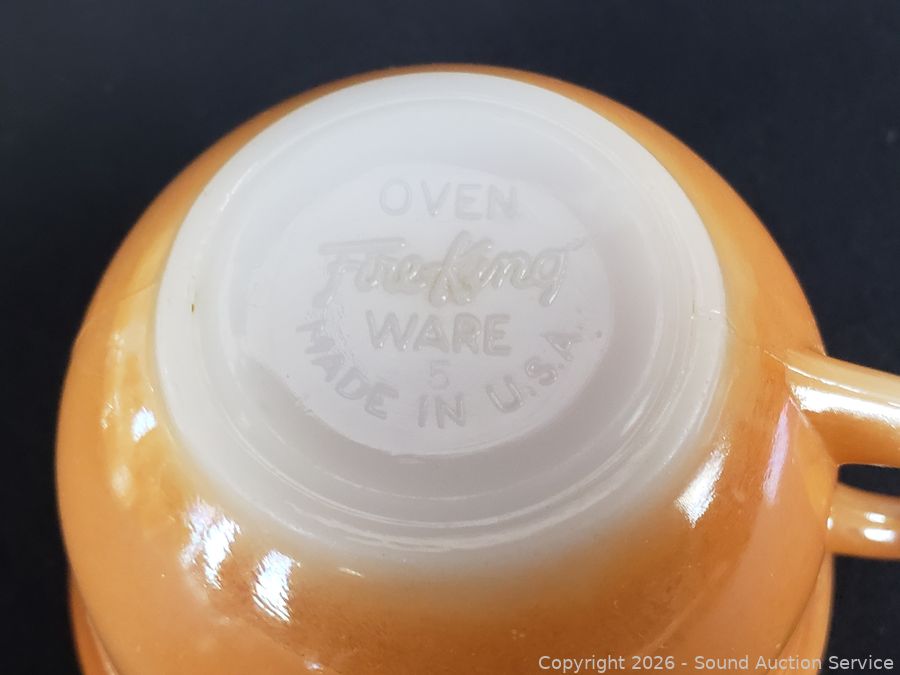 OVEN
Fire-King
WARE
5
MADE IN U.S.A.
Copyright 2026 - Sound Auction Service